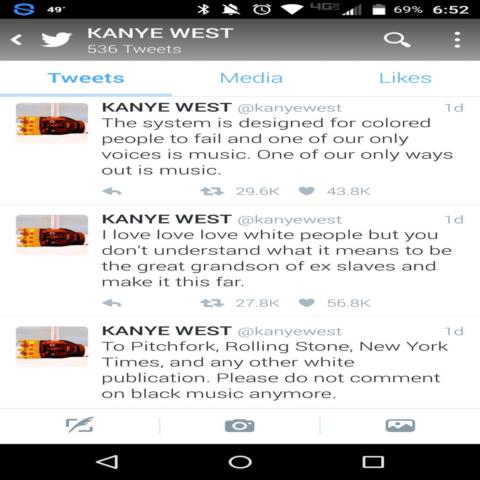 49°
4G
69% 6:52
KANYE WEST
536 Tweets
Tweets Media Likes
KANYE WEST @kanyewest 1d
The system is designed for colored
people to fail and one of our only
voices is music. One of our only ways
out is music.
29.6K 43.8K
KANYE WEST @kanyewest 1d
I love love love white people but you
don't understand what it means to be
the great grandson of ex slaves and
make it this far.
27.8K 56.8K
KANYE WEST @kanyewest 1d
To Pitchfork, Rolling Stone, New York
Times, and any other white
publication. Please do not comment
on black music anymore.